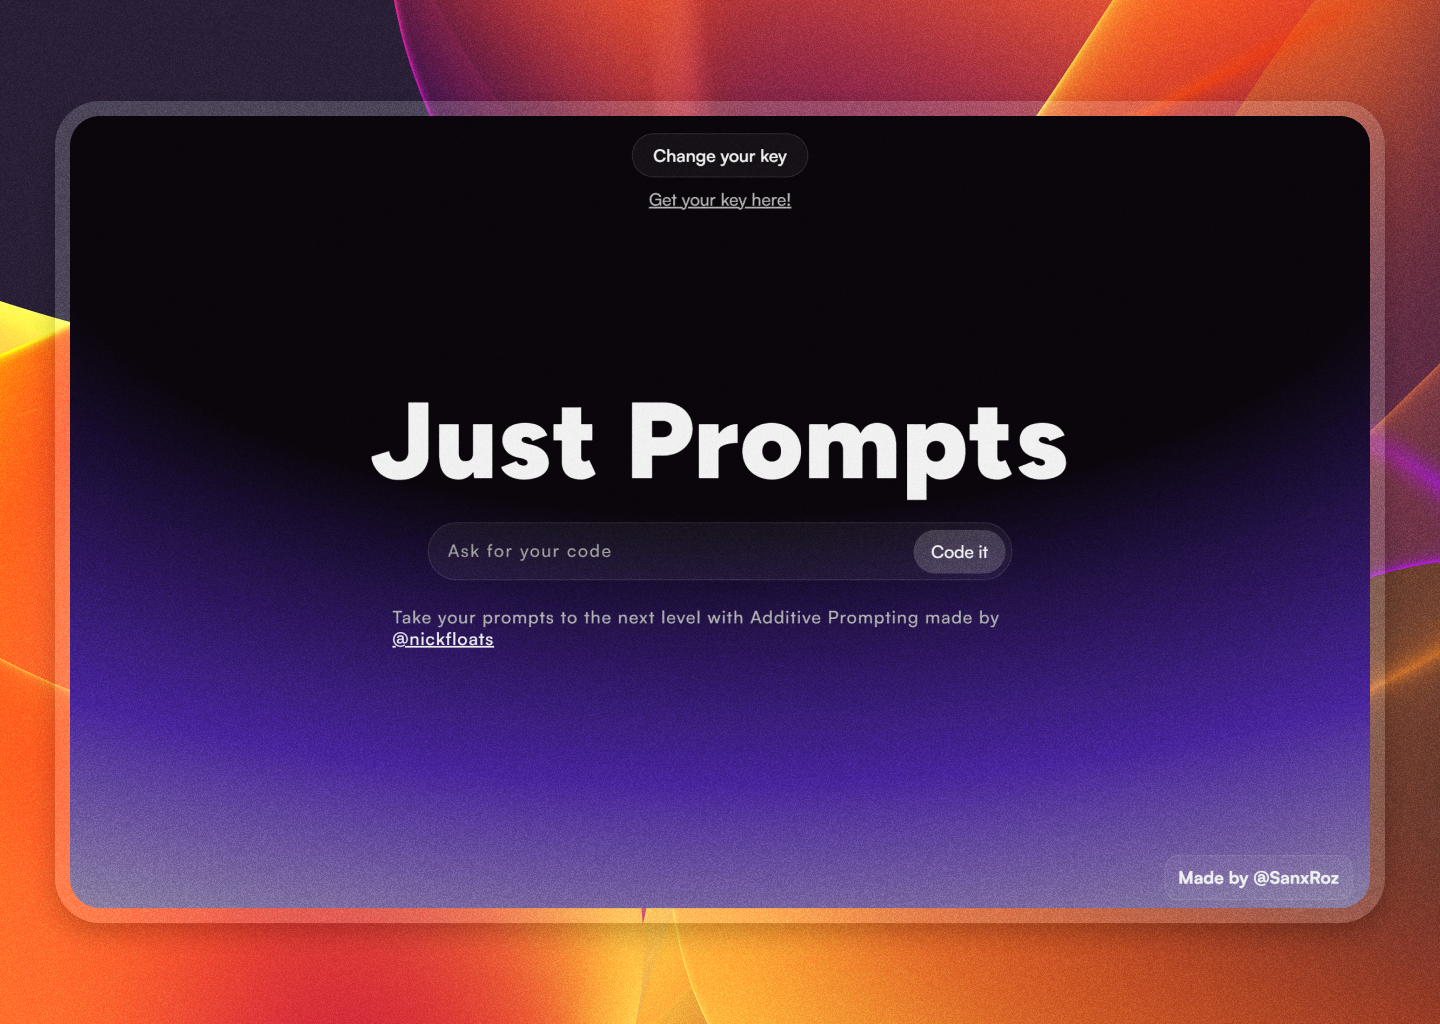 Change your key
Get your key here!
Just Prompts
Ask for your code
Code it
Take your prompts to the next level with Additive Prompting made by
@nickfloats
Made by @SanxRoz